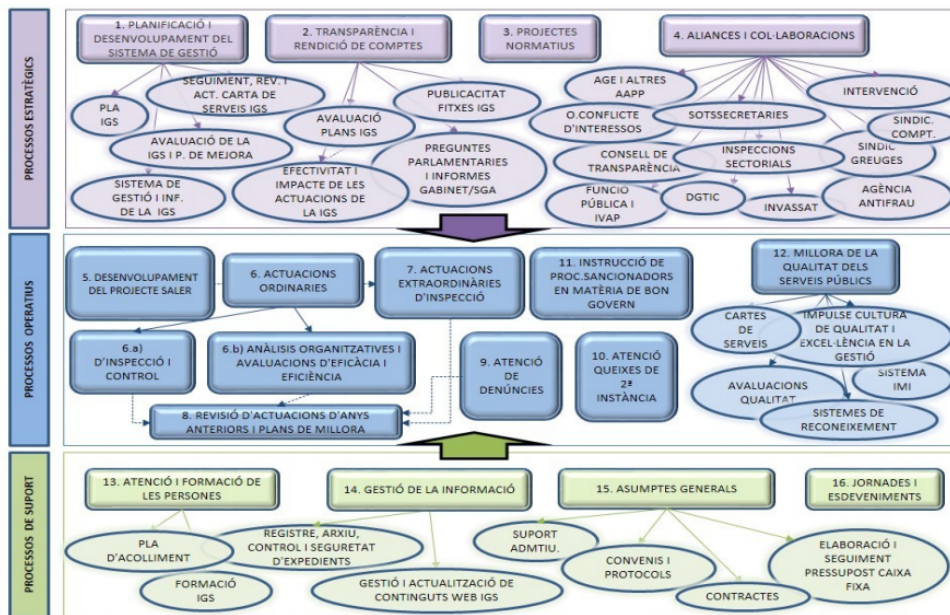 PROCESSOS ESTRATÈGICS
1. PLANIFICACIÓ I
DESENVOLUPAMENT DEL
SISTEMA DE GESTIÓ
2. TRANSPARÈNCIA I
RENDICIÓ DE COMPTES
3. PROJECTES
NORMATIUS
4. ALIANCES I COL·LABORACIONS
PLA
IGS
SEGUIMENT, REV. I
ACT. CARTA DE
SERVEIS IGS
AVALUACIÓ DE LA
IGS I P. DE MEJORA
SISTEMA DE
GESTIÓ I INF.
DE LA IGS
AVALUACIÓ
PLANS IGS
PUBLICACITAT
FITXES IGS
EFECTIVITAT I
IMPACTE DE LES
ACTUACIONS DE
LA IGS
PREGUNTES
PARLAMENTARIES
I INFORMES
GABINET/SGA
AGE I ALTRES
AAPP
O.CONFLICTE
D'INTERESSOS
CONSELL DE
TRANSPARÈNCIA
FUNCIÓ
PÚBLICA I
IVAP
SOTSSECRETARIES
INSPECCIONS
SECTORIALS
DGTIC
INVASSAT
INTERVENCIÓ
SINDIC.
COMPT.
SINDIC
GREUGES
AGÈNCIA
ANTIFRAU
PROCESSOS OPERATIUS
5. DESENVOLUPAMENT
DEL PROJECTE SALER
6. ACTUACIONS
ORDINARIES
7. ACTUACIONS
EXTRAORDINÀRIES
D'INSPECCIÓ
11. INSTRUCCIÓ DE
PROC.SANCIONADORS
EN MATÈRIA DE BON
GOVERN
12. MILLORA DE LA
QUALITAT DELS
SERVEIS PÚBLICS
6.a)
D'INSPECCIÓ I
CONTROL
6.b) ANÀLISIS ORGANITZATIVES I
AVALUACIONS D'EFICÀCIA I
EFICIÈNCIA
8. REVISIÓ D'ACTUACIONS D'ANYS
ANTERIORS I PLANS DE MILLORA
9. ATENCIÓ
DE
DENÚNCIES
10. ATENCIÓ
QUEIXES DE
2ª
INSTÀNCIA
CARTES
DE
SERVEIS
IMPULSE CULTURA
DE QUALITAT I
EXCEL·LÈNCIA EN LA
GESTIÓ
AVALUACIONS
QUALITAT
SISTEMA
IMI
SISTEMES DE
RECONEIXEMENT
PROCESSOS DE SUPORT
13. ATENCIÓ I FORMACIÓ DE
LES PERSONES
14. GESTIÓ DE LA INFORMACIÓ
15. ASUMPTES GENERALS
16. JORNADES I
ESDEVENIMENTS
PLA
D'ACOLLIMENT
FORMACIÓ
IGS
REGISTRE, ARXIU,
CONTROL I SEGURETAT
D'EXPEDIENTS
GESTIÓ I ACTUALITZACIÓ DE
CONTINGUTS WEB IGS
SUPORT
ADMTIU.
CONVENIS I
PROTOCOLS
CONTRACTES
ELABORACIÓ I
SEGUIMENT
PRESSUPOST CAIXA
FIXA